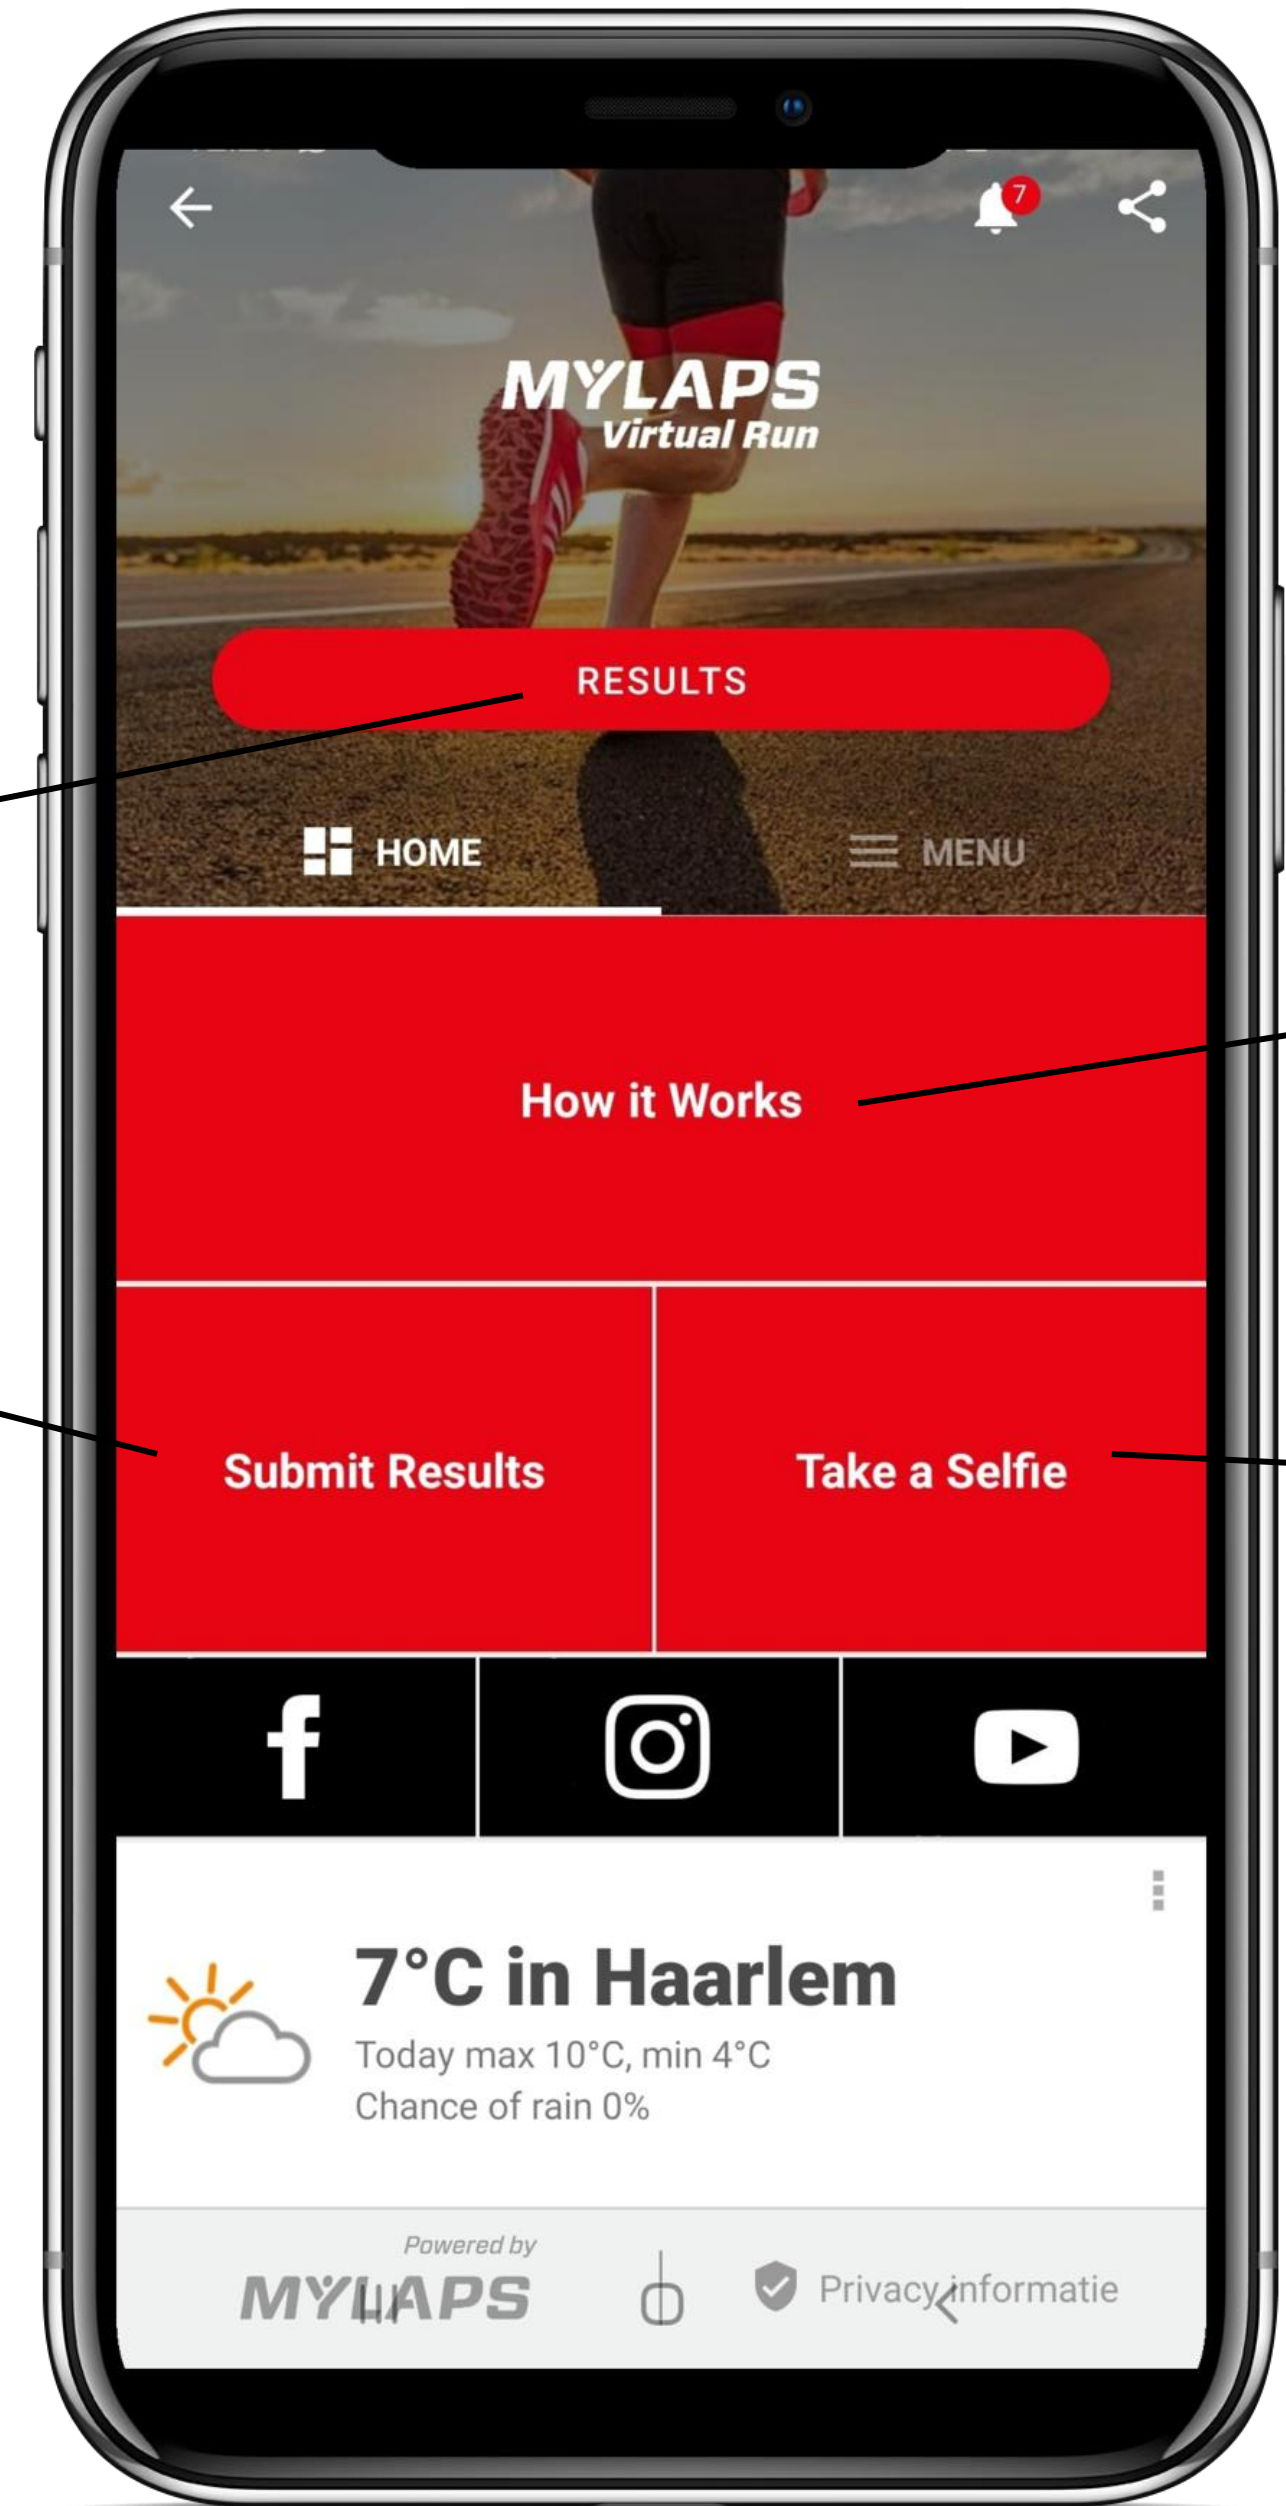 7
MYLAPS
Virtual Run
RESULTS
HOME
MENU
How it Works
Submit Results
Take a Selfie
7°C in Haarlem
Today max 10°C, min 4°C
Chance of rain 0%
Powered by
MYLAPS
Privacy informatie